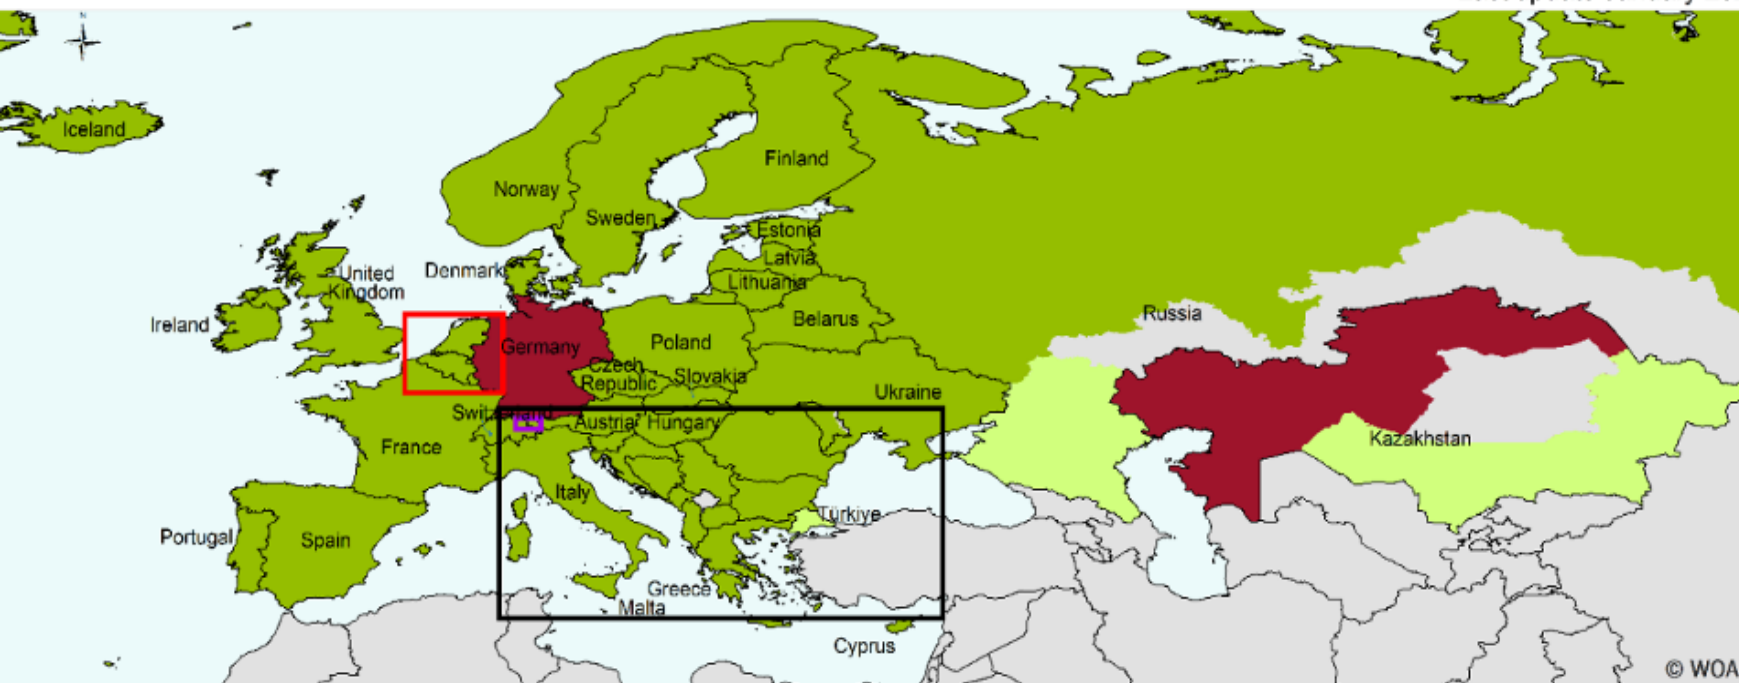 N
Iceland
Finland
Norway
Sweden
Estonia
Latvia
Denmark
United
Kingdom
Lithuania
Ireland
Russia
Belarus
Poland
Germany
Czech
Republic
Slovakia
Ukraine
Switzerland
Austria
Hungary
Kazakhstan
France
Italy
Türkiye
Portugal
Spain
Greece
Malta
Cyprus
© WOA